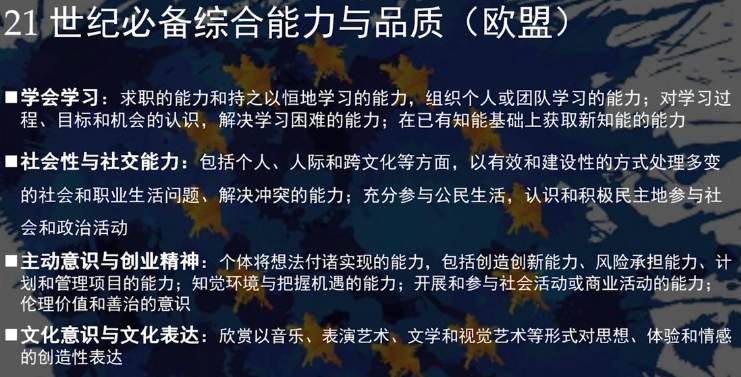 21 世纪必备综合能力与品质（欧盟）
■学会学习：求职的能力和持之以恒地学习的能力，组织个人或团队学习的能力；对学习过
程、目标和机会的认识，解决学习困难的能力；在已有知能基础上获取新知能的能力
■社会性与社交能力：包括个人、人际和跨文化等方面，以有效和建设性的方式处理多变
的社会和职业生活问题、解决冲突的能力；充分参与公民生活，认识和积极民主地参与社
会和政治活动
■主动意识与创业精神：个体将想法付诸实现的能力，包括创造创新能力、风险承担能力、计
划和管理项目的能力；知觉环境与把握机遇的能力；开展和参与社会活动或商业活动的能力；
伦理价值和善治的意识
■文化意识与文化表达：欣赏以音乐、表演艺术、文学和视觉艺术等形式对思想、体验和情感
的创造性表达